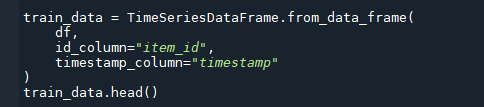 train_data = TimeSeriesDataFrame.from_data_frame(
    df,
    id_column="item_id",
    timestamp_column="timestamp"
)
train_data.head()